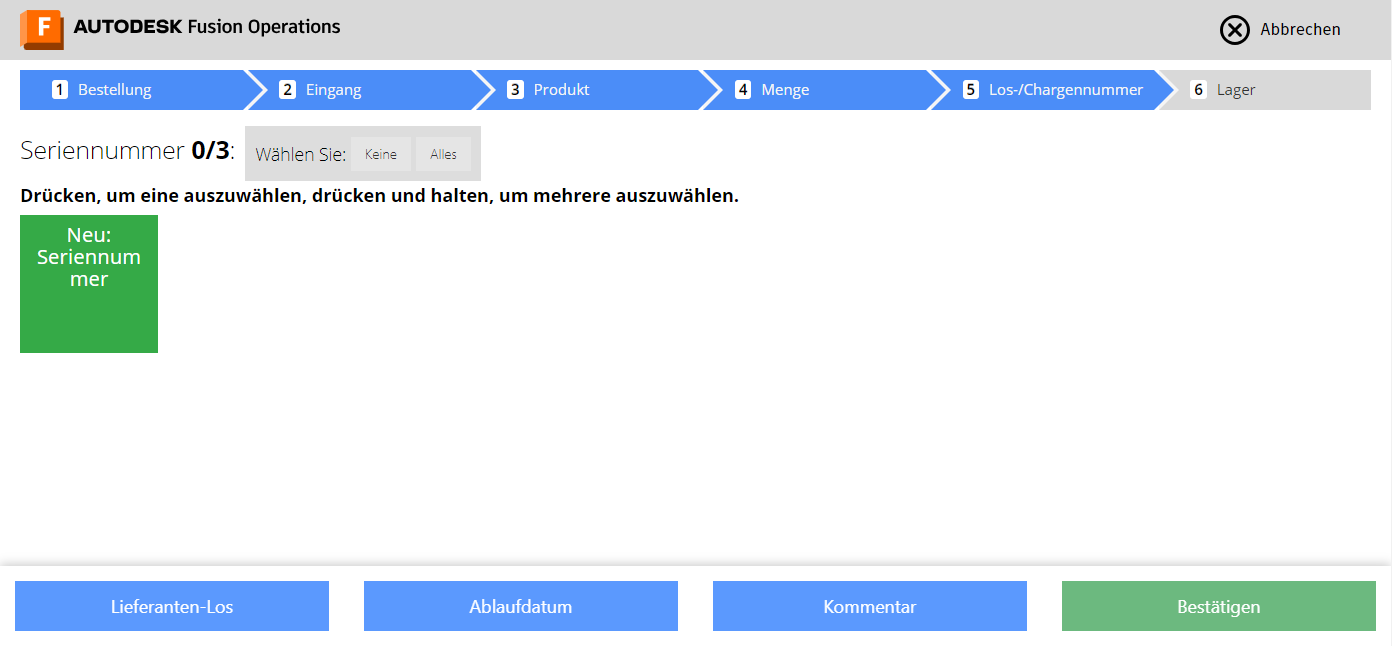 F AUTODESK Fusion Operations
Abbrechen
1 Bestellung 2 Eingang 3 Produkt 4 Menge 5 Los-/Chargennummer 6 Lager
Seriennummer 0/3: Wählen Sie: Keine Alles
Drücken, um eine auszuwählen, drücken und halten, um mehrere auszuwählen.
Neu:
Seriennum
mer
Lieferanten-Los Ablaufdatum Kommentar Bestätigen